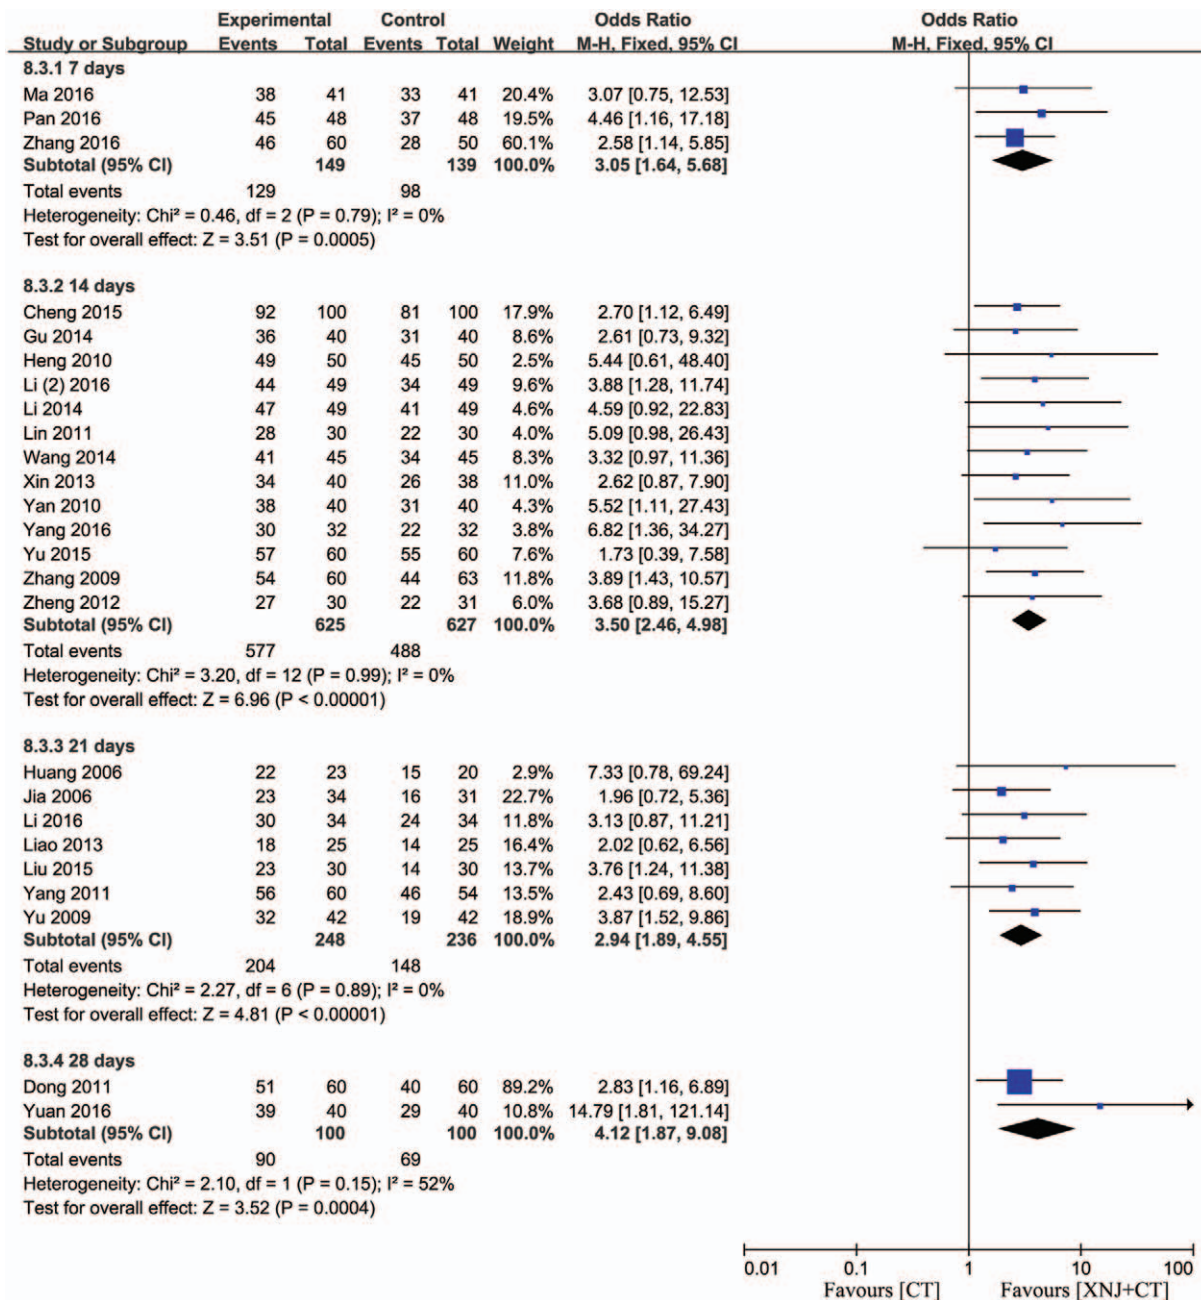 Experimental Control Odds Ratio Odds Ratio
Study or Subgroup Events Total Events Total Weight M-H, Fixed, 95% CI M-H, Fixed, 95% CI
8.3.1 7 days
Ma 2016 38 41 33 41 20.4% 3.07 [0.75, 12.53]
Pan 2016 45 48 37 48 19.5% 4.46 [1.16, 17.18]
Zhang 2016 46 60 28 50 60.1% 2.58 [1.14, 5.85]
Subtotal (95% CI) 149 139 100.0% 3.05 [1.64, 5.68]
Total events 129 98
Heterogeneity: Chi² = 0.46, df = 2 (P = 0.79); I² = 0%
Test for overall effect: Z = 3.51 (P = 0.0005)
8.3.2 14 days
Cheng 2015 92 100 81 100 17.9% 2.70 [1.12, 6.49]
Gu 2014 36 40 31 40 8.6% 2.61 [0.73, 9.32]
Heng 2010 49 50 45 50 2.5% 5.44 [0.61, 48.40]
Li (2) 2016 44 49 34 49 9.6% 3.88 [1.28, 11.74]
Li 2014 47 49 41 49 4.6% 4.59 [0.92, 22.83]
Lin 2011 28 30 22 30 4.0% 5.09 [0.98, 26.43]
Wang 2014 41 45 34 45 8.3% 3.32 [0.97, 11.36]
Xin 2013 34 40 26 38 11.0% 2.62 [0.87, 7.90]
Yan 2010 38 40 31 40 4.3% 5.52 [1.11, 27.43]
Yang 2016 30 32 22 32 3.8% 6.82 [1.36, 34.27]
Yu 2015 57 60 55 60 7.6% 1.73 [0.39, 7.58]
Zhang 2009 54 60 44 63 11.8% 3.89 [1.43, 10.57]
Zheng 2012 27 30 22 31 6.0% 3.68 [0.89, 15.27]
Subtotal (95% CI) 625 627 100.0% 3.50 [2.46, 4.98]
Total events 577 488
Heterogeneity: Chi² = 3.20, df = 12 (P = 0.99); I² = 0%
Test for overall effect: Z = 6.96 (P < 0.00001)
8.3.3 21 days
Huang 2006 22 23 15 20 2.9% 7.33 [0.78, 69.24]
Jia 2006 23 34 16 31 22.7% 1.96 [0.72, 5.36]
Li 2016 30 34 24 34 11.8% 3.13 [0.87, 11.21]
Liao 2013 18 25 14 25 16.4% 2.02 [0.62, 6.56]
Liu 2015 23 30 14 30 13.7% 3.76 [1.24, 11.38]
Yang 2011 56 60 46 54 13.5% 2.43 [0.69, 8.60]
Yu 2009 32 42 19 42 18.9% 3.87 [1.52, 9.86]
Subtotal (95% CI) 248 236 100.0% 2.94 [1.89, 4.55]
Total events 204 148
Heterogeneity: Chi² = 2.27, df = 6 (P = 0.89); I² = 0%
Test for overall effect: Z = 4.81 (P < 0.00001)
8.3.4 28 days
Dong 2011 51 60 40 60 89.2% 2.83 [1.16, 6.89]
Yuan 2016 39 40 29 40 10.8% 14.79 [1.81, 121.14]
Subtotal (95% CI) 100 100 100.0% 4.12 [1.87, 9.08]
Total events 90 69
Heterogeneity: Chi² = 2.10, df = 1 (P = 0.15); I² = 52%
Test for overall effect: Z = 3.52 (P = 0.0004)
0.01 0.1 1 10 100
Favours [CT] Favours [XNJ+CT]